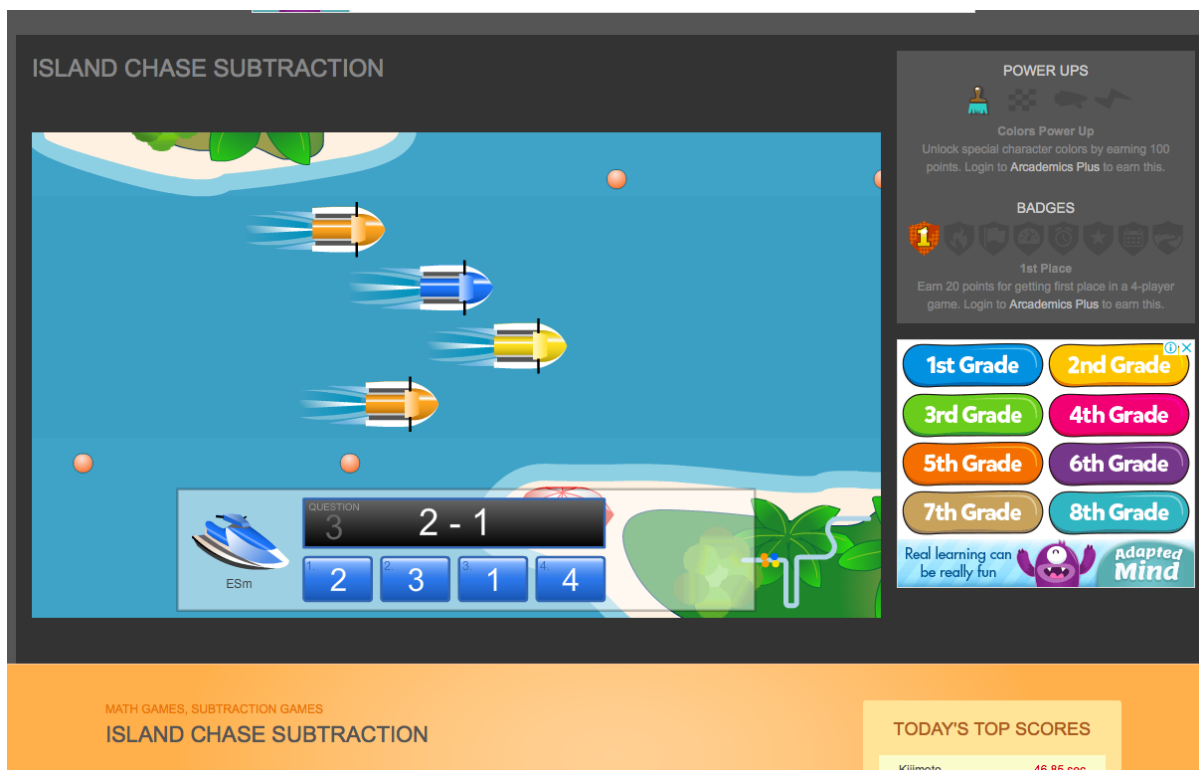 ISLAND CHASE SUBTRACTION
POWER UPS
Colors Power Up
Unlock special character colors by earning 100
points. Login to Arcademics Plus to earn this.
BADGES
1
1st Place
Earn 20 points for getting first place in a 4-player
game. Login to Arcademics Plus to earn this.
1st Grade
2nd Grade
3rd Grade
4th Grade
5th Grade
6th Grade
7th Grade
8th Grade
Real learning can
be really fun
Adapted
Mind
ESm
QUESTION
3
2 - 1
1. 2
2. 3
3. 1
4. 4
MATH GAMES, SUBTRACTION GAMES
ISLAND CHASE SUBTRACTION
TODAY'S TOP SCORES
Kijimoto 46.85 sec